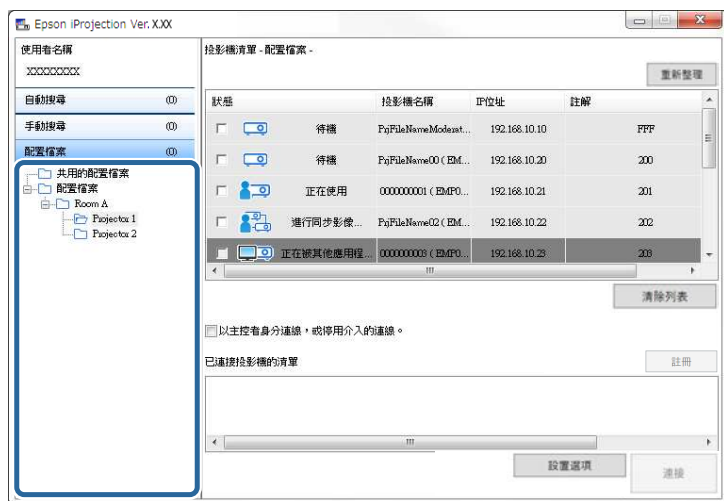 Epson iProjection Ver. X.XX
使用者名稱
XXXXXXXXX
自動搜尋 (0)
手動搜尋 (0)
配置檔案 (0)
共用的配置檔案
配置檔案
Room A
Projector 1
Projector 2
投影機清單 - 配置檔案 -
重新整理
狀態 投影機名稱 IP位址 註解
待機 PrjFileNameModerat... 192.168.10.10 FFF
待機 PrjFileName00 ( EM... 192.168.10.20 200
正在使用 0000000001 ( EMP0... 192.168.10.21 201
進行同步影像... PrjFileName02 ( EM... 192.168.10.22 202
正在被其他應用程... 0000000003 ( EMP0... 192.168.10.23 203
清除列表
以主控者身分連線，或停用介入的連線。
已連接投影機的清單
註冊
設置選項
連接